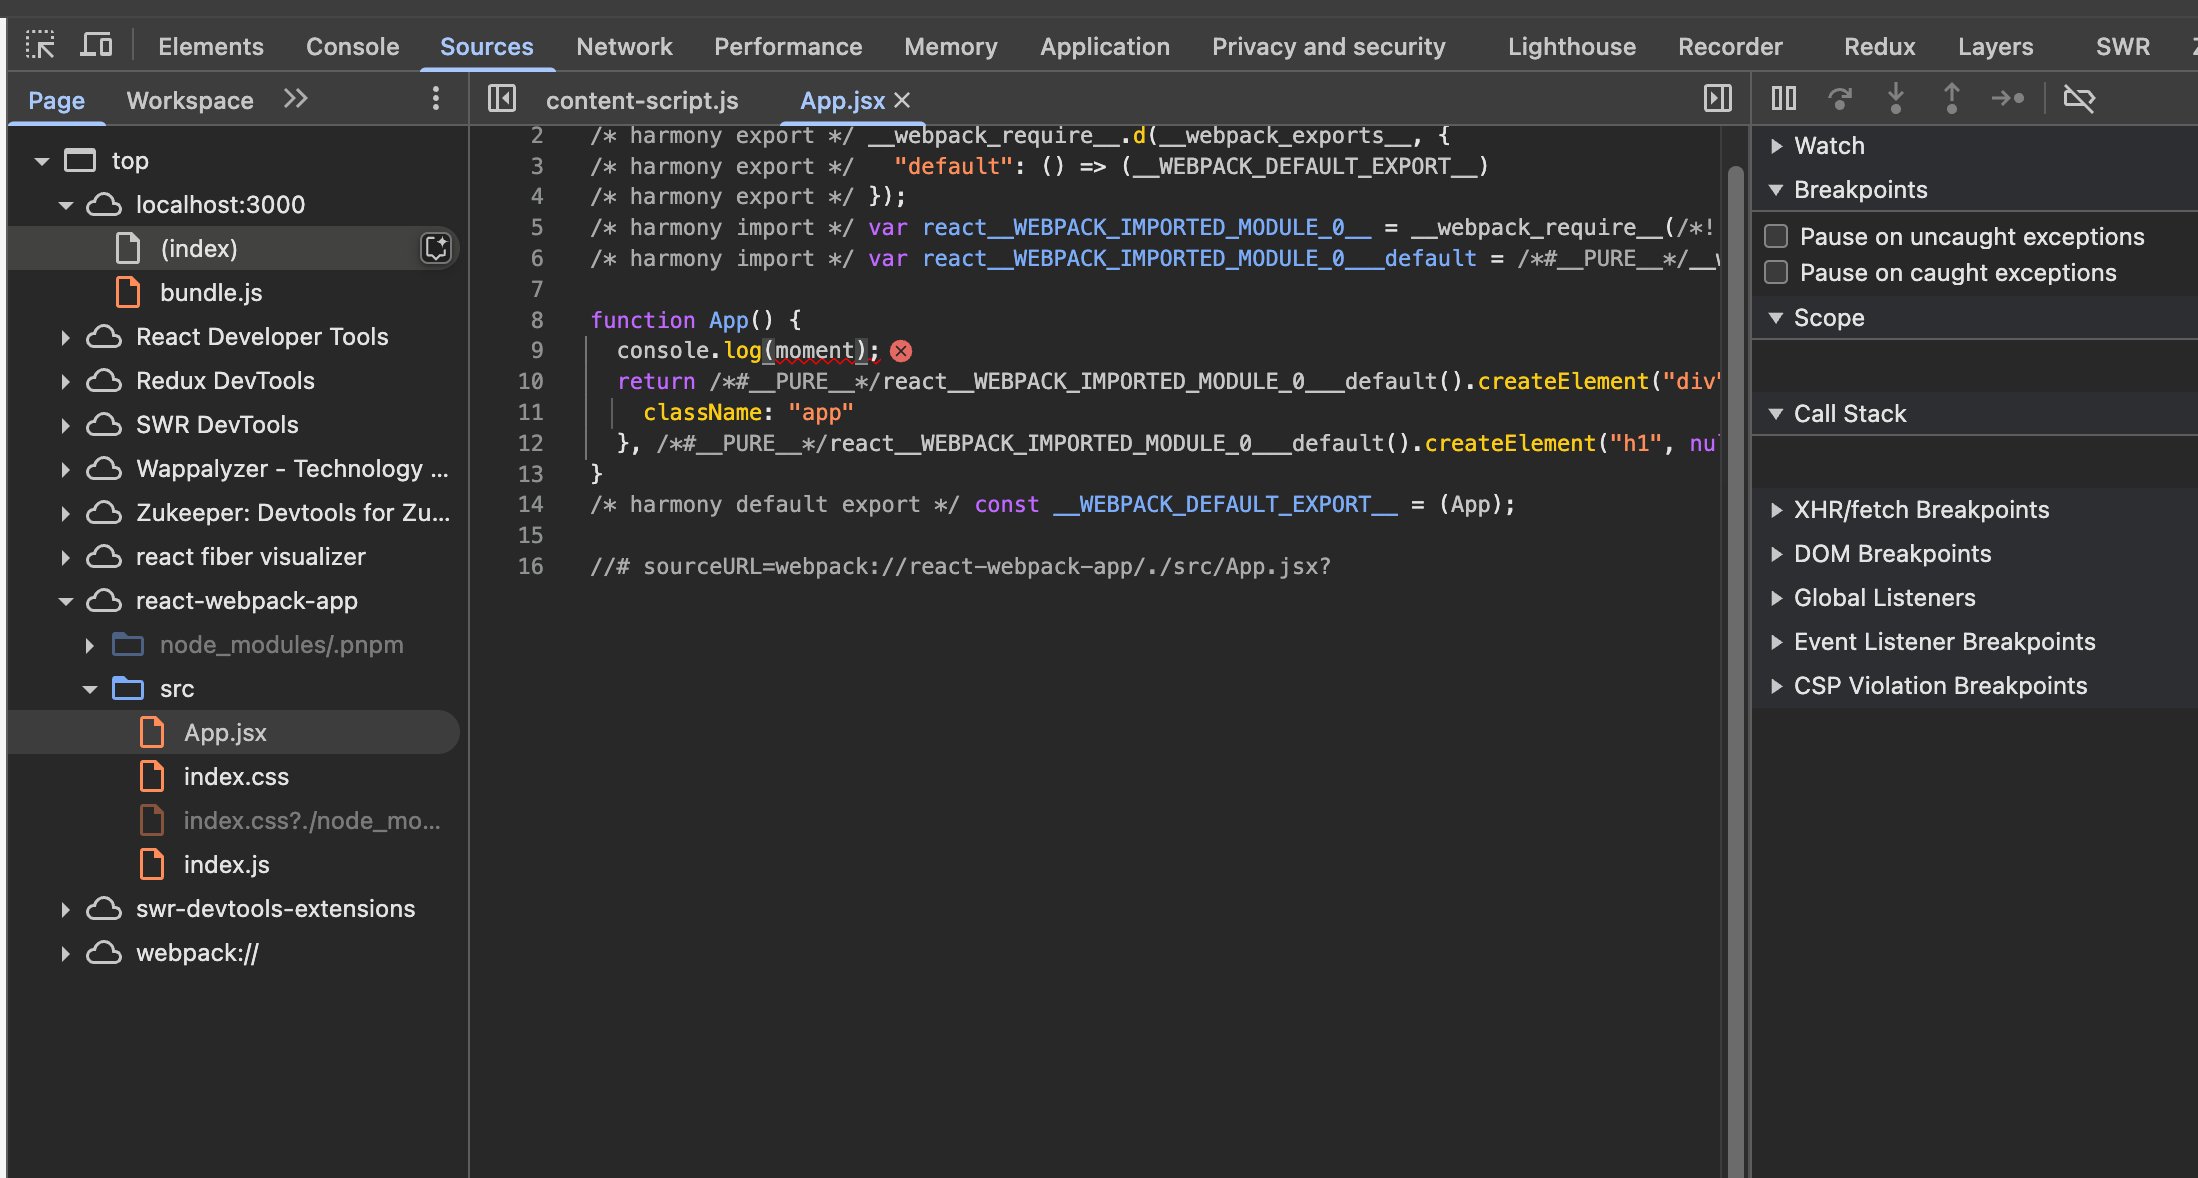 Elements Console Sources Network Performance Memory Application Privacy and security Lighthouse Recorder Redux Layers SWR
Page Workspace
content-script.js App.jsx
top
localhost:3000
(index)
bundle.js
React Developer Tools
Redux DevTools
SWR DevTools
Wappalyzer - Technology ...
Zukeeper: Devtools for Zu...
react fiber visualizer
react-webpack-app
node_modules/.pnpm
src
App.jsx
index.css
index.css?./node_mo...
index.js
swr-devtools-extensions
webpack://
2 /* harmony export */ __webpack_require__.d(__webpack_exports__, {
3 /* harmony export */   "default": () => (__WEBPACK_DEFAULT_EXPORT__)
4 /* harmony export */ });
5 /* harmony import */ var react__WEBPACK_IMPORTED_MODULE_0__ = __webpack_require__(/*!
6 /* harmony import */ var react__WEBPACK_IMPORTED_MODULE_0___default = /*#__PURE__*/__
7
8 function App() {
9   console.log(moment);
10   return /*#__PURE__*/react__WEBPACK_IMPORTED_MODULE_0___default().createElement("div"
11     className: "app"
12   }, /*#__PURE__*/react__WEBPACK_IMPORTED_MODULE_0___default().createElement("h1", nu
13 }
14 /* harmony default export */ const __WEBPACK_DEFAULT_EXPORT__ = (App);
15
16 //# sourceURL=webpack://react-webpack-app/./src/App.jsx?
Watch
Breakpoints
Pause on uncaught exceptions
Pause on caught exceptions
Scope
Call Stack
XHR/fetch Breakpoints
DOM Breakpoints
Global Listeners
Event Listener Breakpoints
CSP Violation Breakpoints